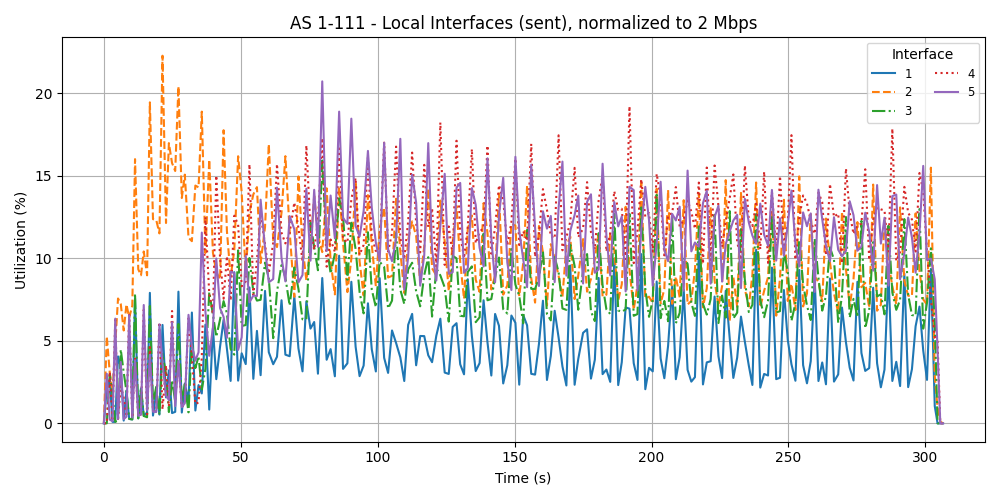 AS 1-111 - Local Interfaces (sent), normalized to 2 Mbps
Utilization (%)
20
15
10
5
0
0 50 100 150 200 250 300
Time (s)
Interface
1 4
2 5
3